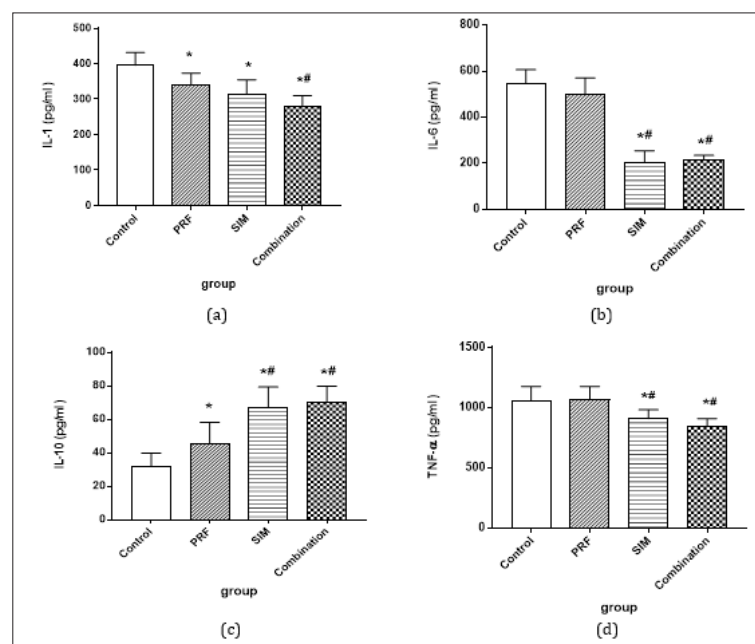 500
400
300
200
100
0
IL-1 (pg/ml)
*
*
*#
Control
PRF
SIM
Combination
group
(a)
800
600
400
200
0
IL-6 (pg/ml)
*#
*#
Control
PRF
SIM
Combination
group
(b)
100
80
60
40
20
0
IL-10 (pg/ml)
*
*#
*#
Control
PRF
SIM
Combination
group
(c)
1500
1000
500
0
TNF-α (pg/ml)
*#
*#
Control
PRF
SIM
Combination
group
(d)